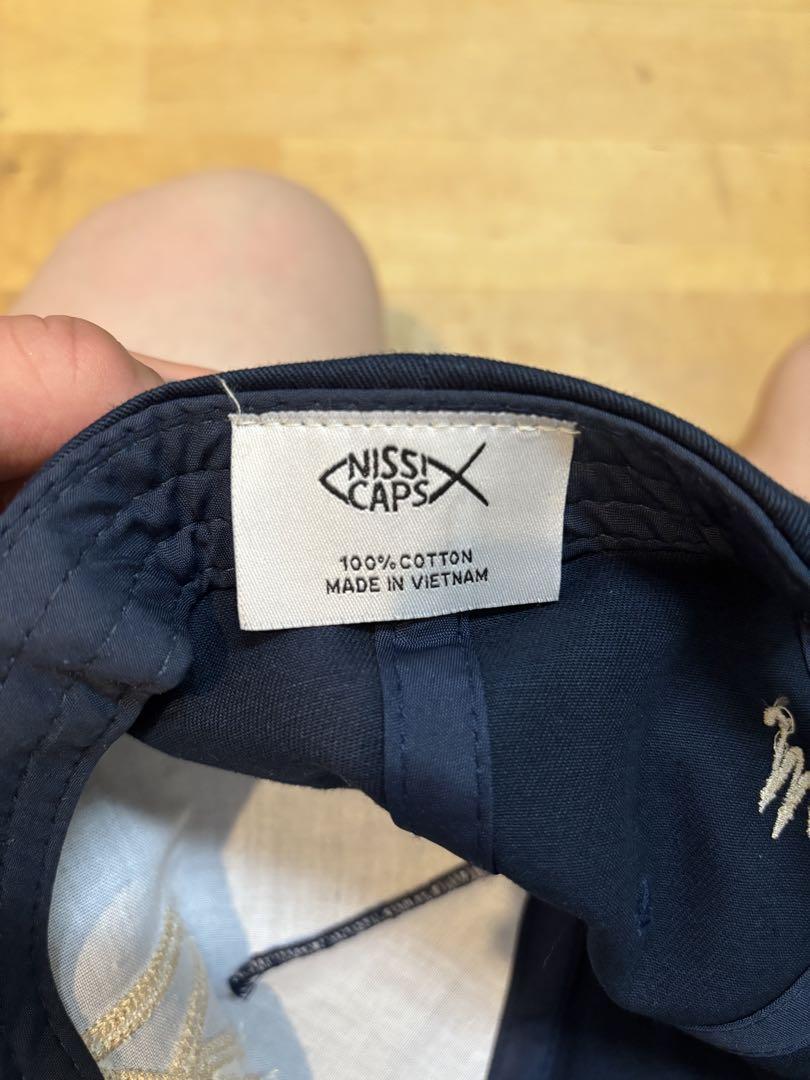 NISSI
CAPS
100% COTTON
MADE IN VIETNAM